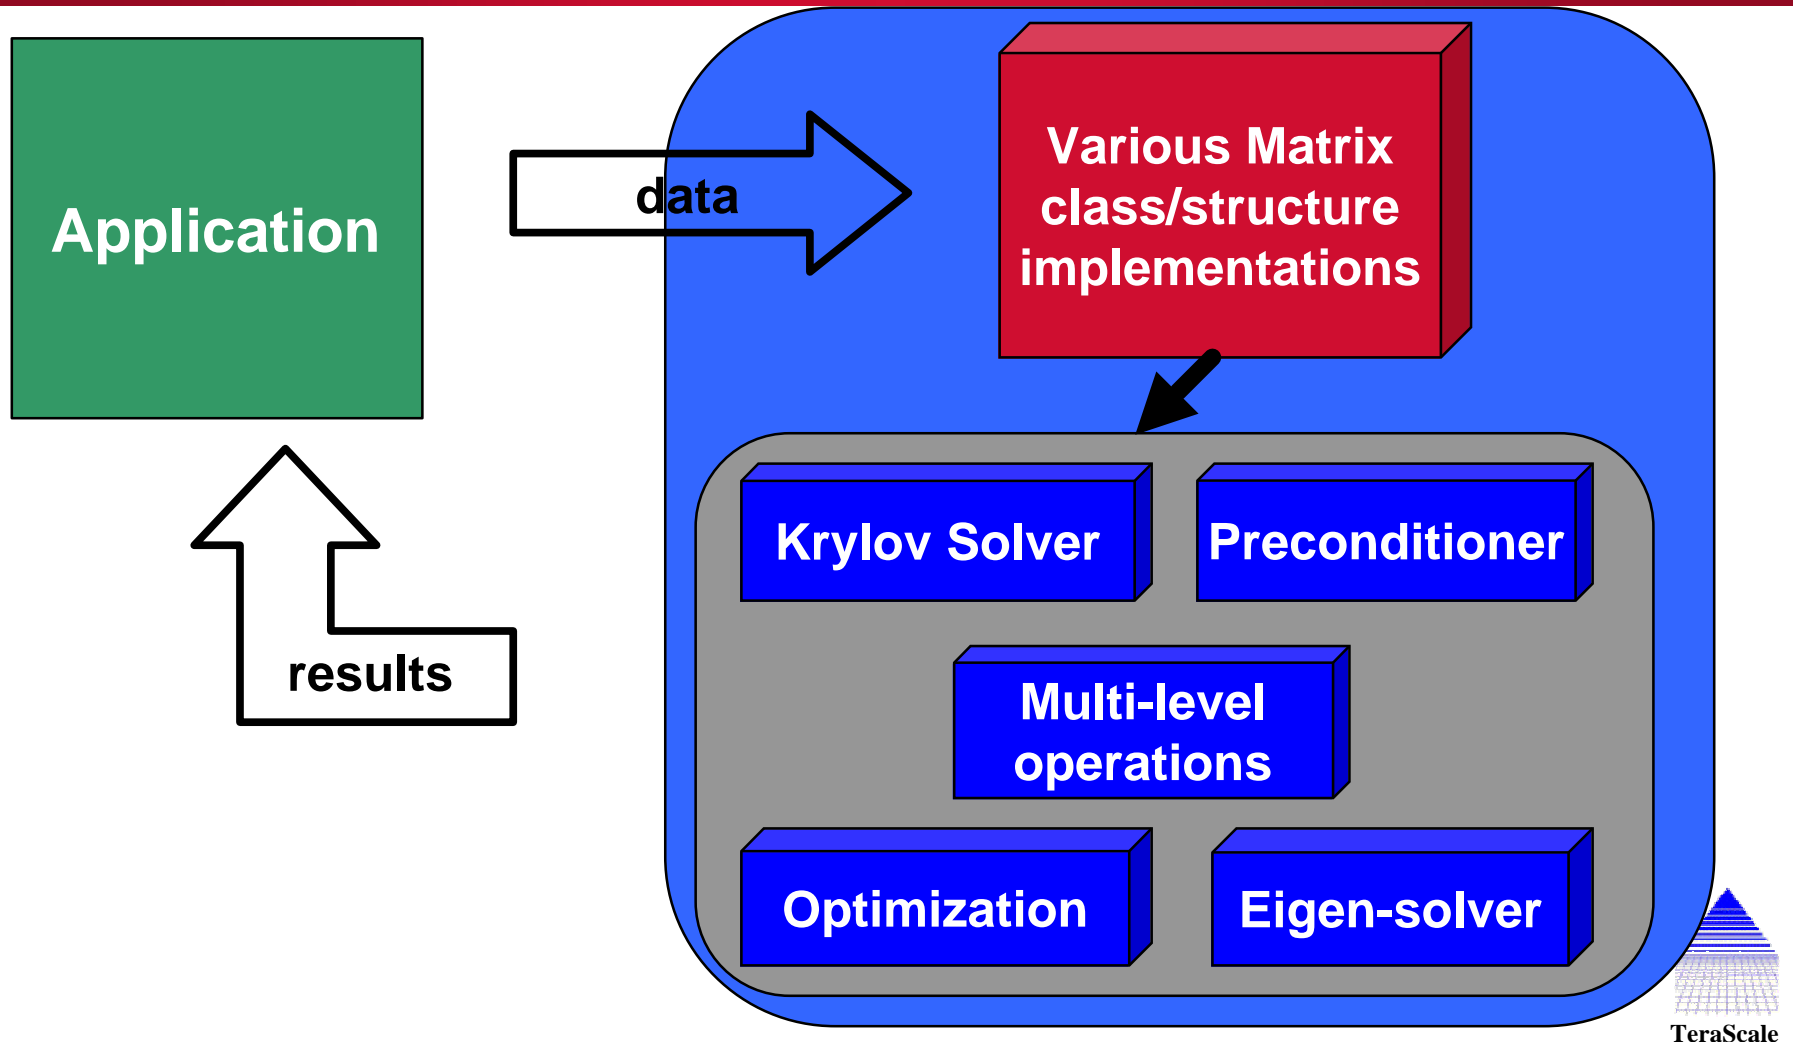 Application
data
Various Matrix
class/structure
implementations
results
Krylov Solver
Preconditioner
Multi-level
operations
Optimization
Eigen-solver
TeraScale